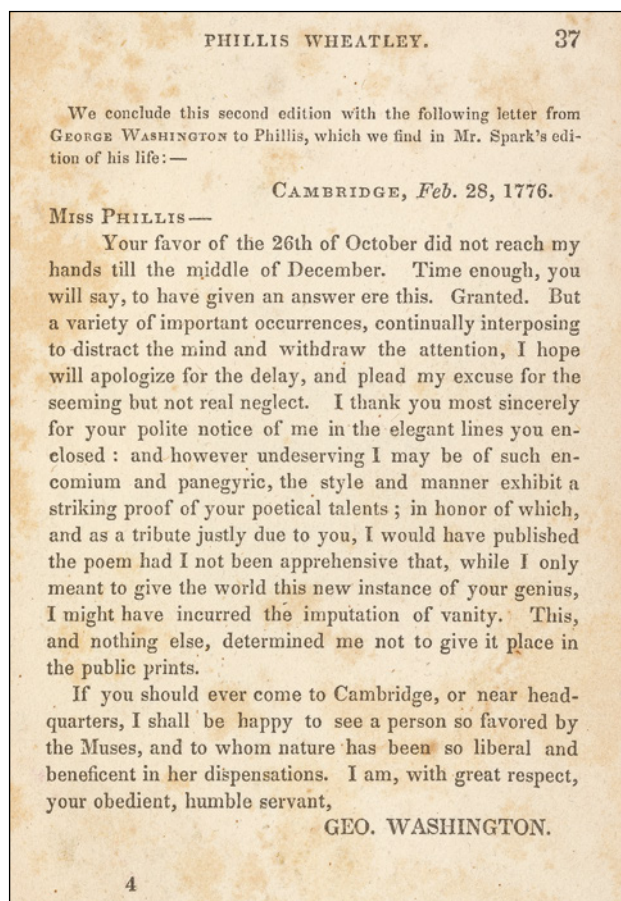 PHILLIS WHEATLEY. 37
We conclude this second edition with the following letter from
GEORGE WASHINGTON to Phillis, which we find in Mr. Spark's edi-
tion of his life:—
CAMBRIDGE, Feb. 28, 1776.
MISS PHILLIS—
Your favor of the 26th of October did not reach my
hands till the middle of December. Time enough, you
will say, to have given an answer ere this. Granted. But
a variety of important occurrences, continually interposing
to distract the mind and withdraw the attention, I hope
will apologize for the delay, and plead my excuse for the
seeming but not real neglect. I thank you most sincerely
for your polite notice of me in the elegant lines you en-
closed : and however undeserving I may be of such en-
comium and panegyric, the style and manner exhibit a
striking proof of your poetical talents ; in honor of which,
and as a tribute justly due to you, I would have published
the poem had I not been apprehensive that, while I only
meant to give the world this new instance of your genius,
I might have incurred the imputation of vanity. This,
and nothing else, determined me not to give it place in
the public prints.
If you should ever come to Cambridge, or near head-
quarters, I shall be happy to see a person so favored by
the Muses, and to whom nature has been so liberal and
beneficent in her dispensations. I am, with great respect,
your obedient, humble servant,
GEO. WASHINGTON.
4